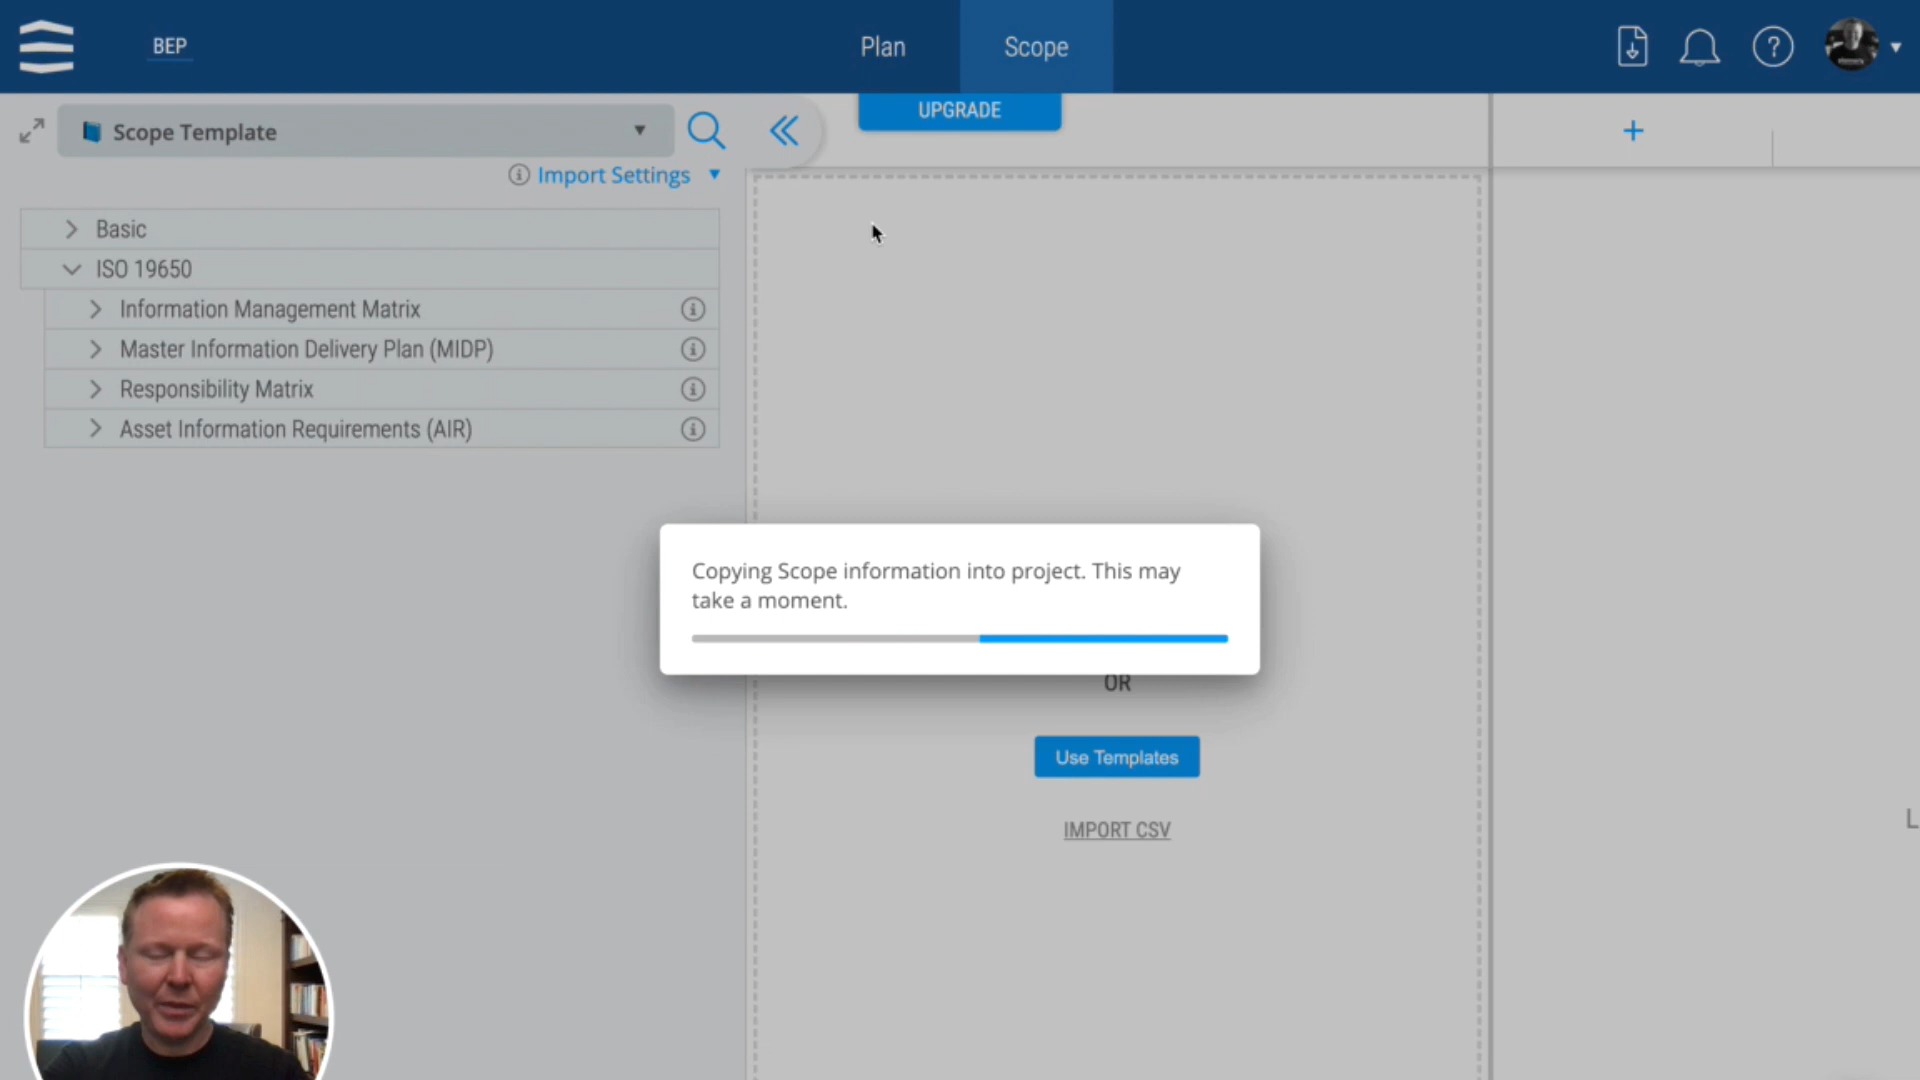 BEP
Plan
Scope
?
Scope Template
UPGRADE
+
Import Settings
Basic
ISO 19650
Information Management Matrix
Master Information Delivery Plan (MIDP)
Responsibility Matrix
Asset Information Requirements (AIR)
Copying Scope information into project. This may
take a moment.
OR
Use Templates
IMPORT CSV
L